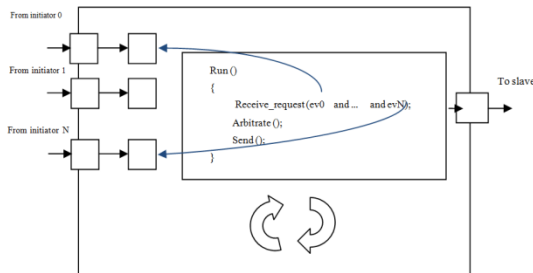 From initiator 0
From initiator 1
From initiator N
Run ()
{
Receive_request(ev0 and ... and evN);
Arbitrate ();
Send ();
}
To slave